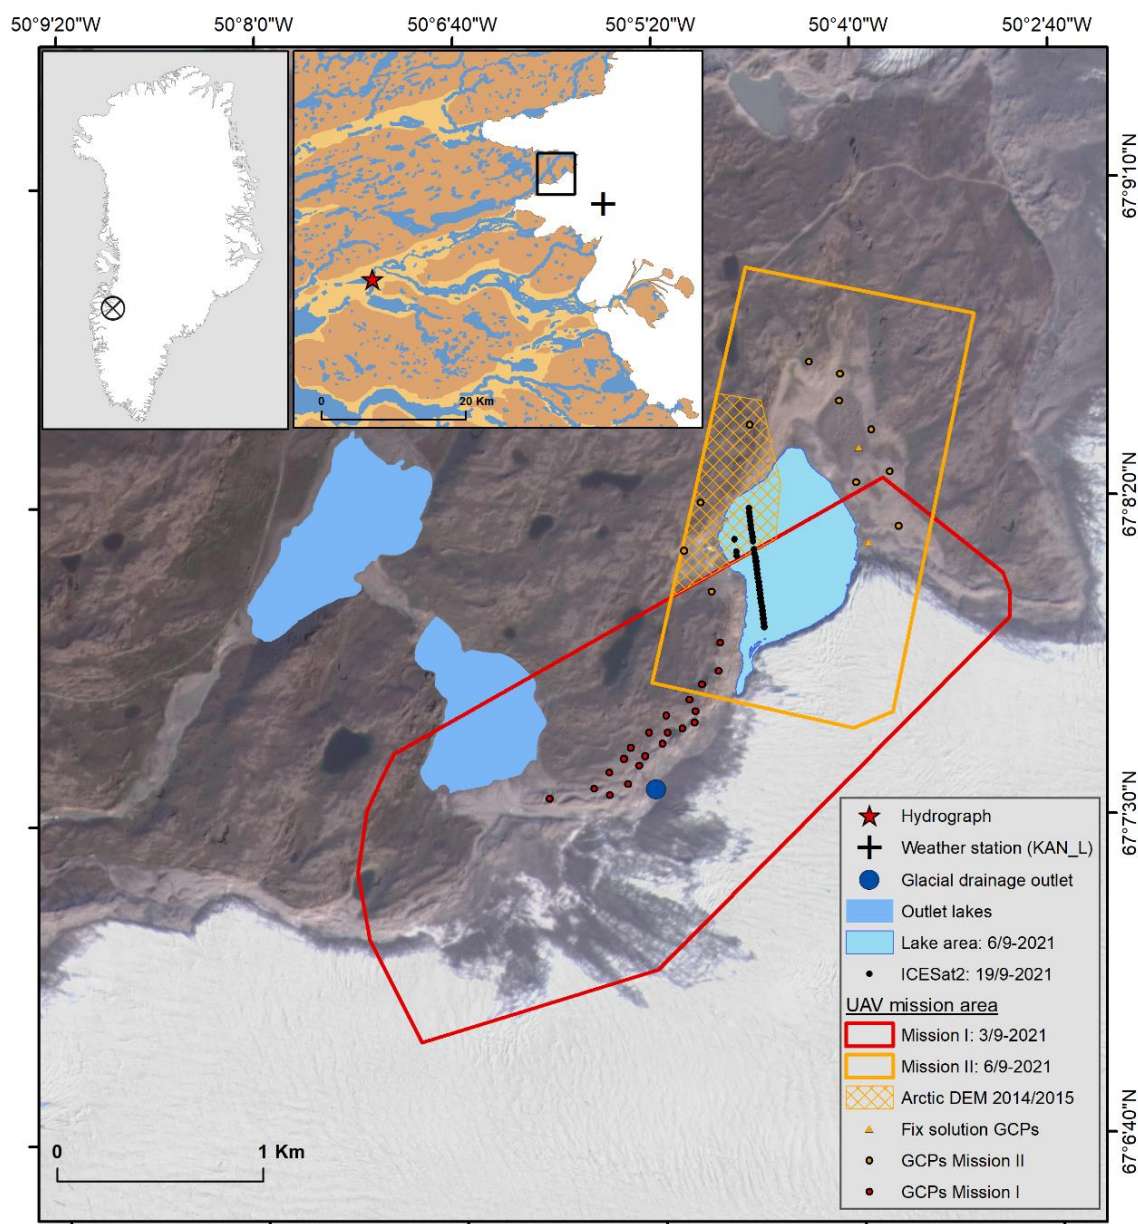 50°9'20"W 50°8'0"W 50°6'40"W 50°5'20"W 50°4'0"W 50°2'40"W
67°9'10"N
0 20 Km
67°8'20"N
67°7'30"N
67°6'40"N
Hydrograph
Weather station (KAN_L)
Glacial drainage outlet
Outlet lakes
Lake area: 6/9-2021
ICESat2: 19/9-2021
UAV mission area
Mission I: 3/9-2021
Mission II: 6/9-2021
Arctic DEM 2014/2015
Fix solution GCPs
GCPs Mission II
GCPs Mission I
0 1 Km